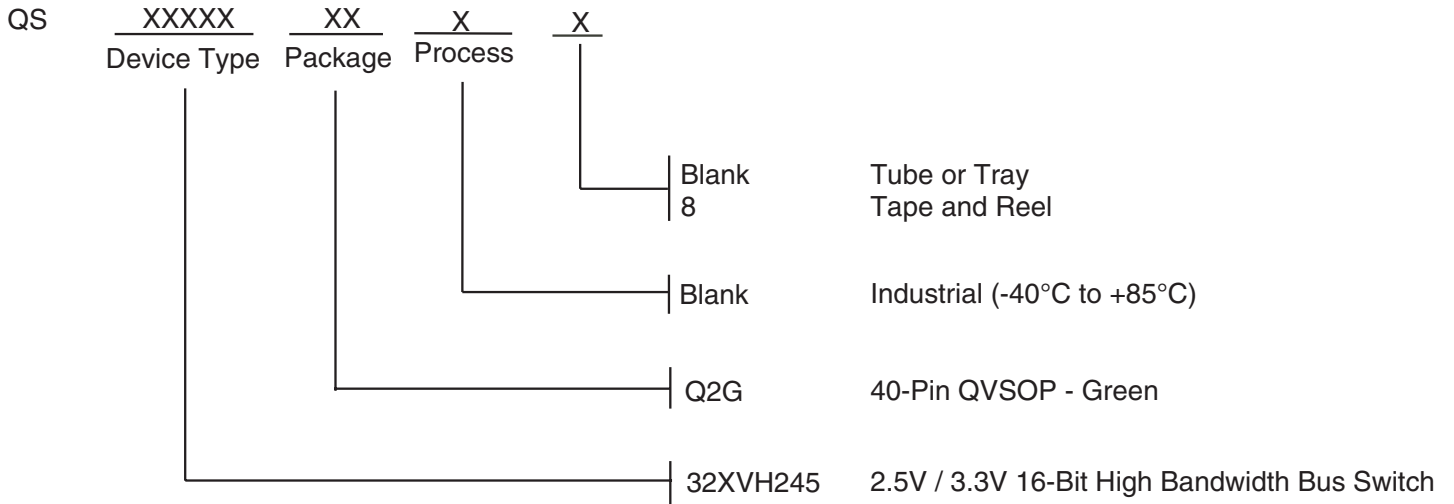 QS XXXXX XX X X
Device Type Package Process
Blank Tube or Tray
8 Tape and Reel
Blank Industrial (-40°C to +85°C)
Q2G 40-Pin QVSOP - Green
32XVH245 2.5V / 3.3V 16-Bit High Bandwidth Bus Switch